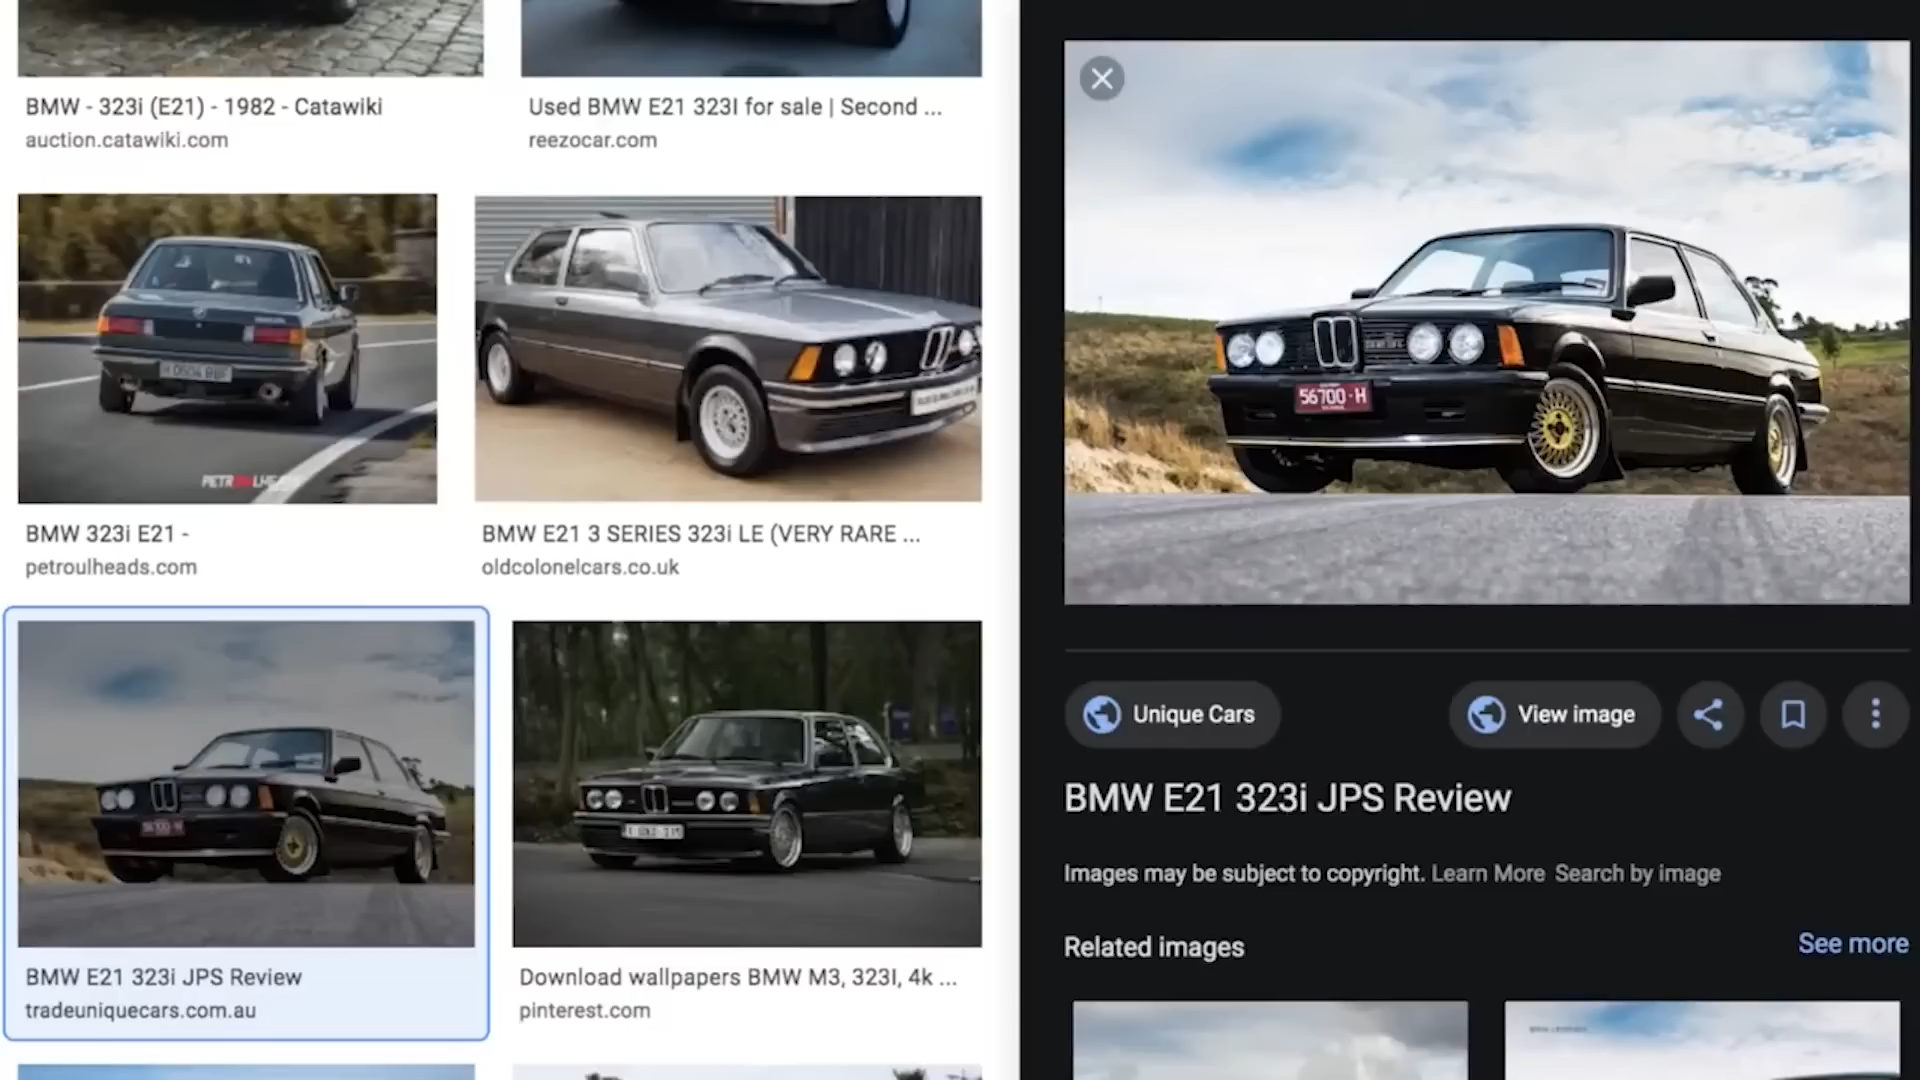 BMW - 323i (E21) - 1982 - Catawiki
auction.catawiki.com
Used BMW E21 323I for sale | Second ...
reezocar.com
BMW 323i E21 -
petroulheads.com
BMW E21 3 SERIES 323i LE (VERY RARE ...
oldcolonelcars.co.uk
BMW E21 323i JPS Review
tradeuniquecars.com.au
Download wallpapers BMW M3, 323I, 4k ...
pinterest.com
56700·H
Unique Cars
View image
BMW E21 323i JPS Review
Images may be subject to copyright. Learn More Search by image
Related images
See more